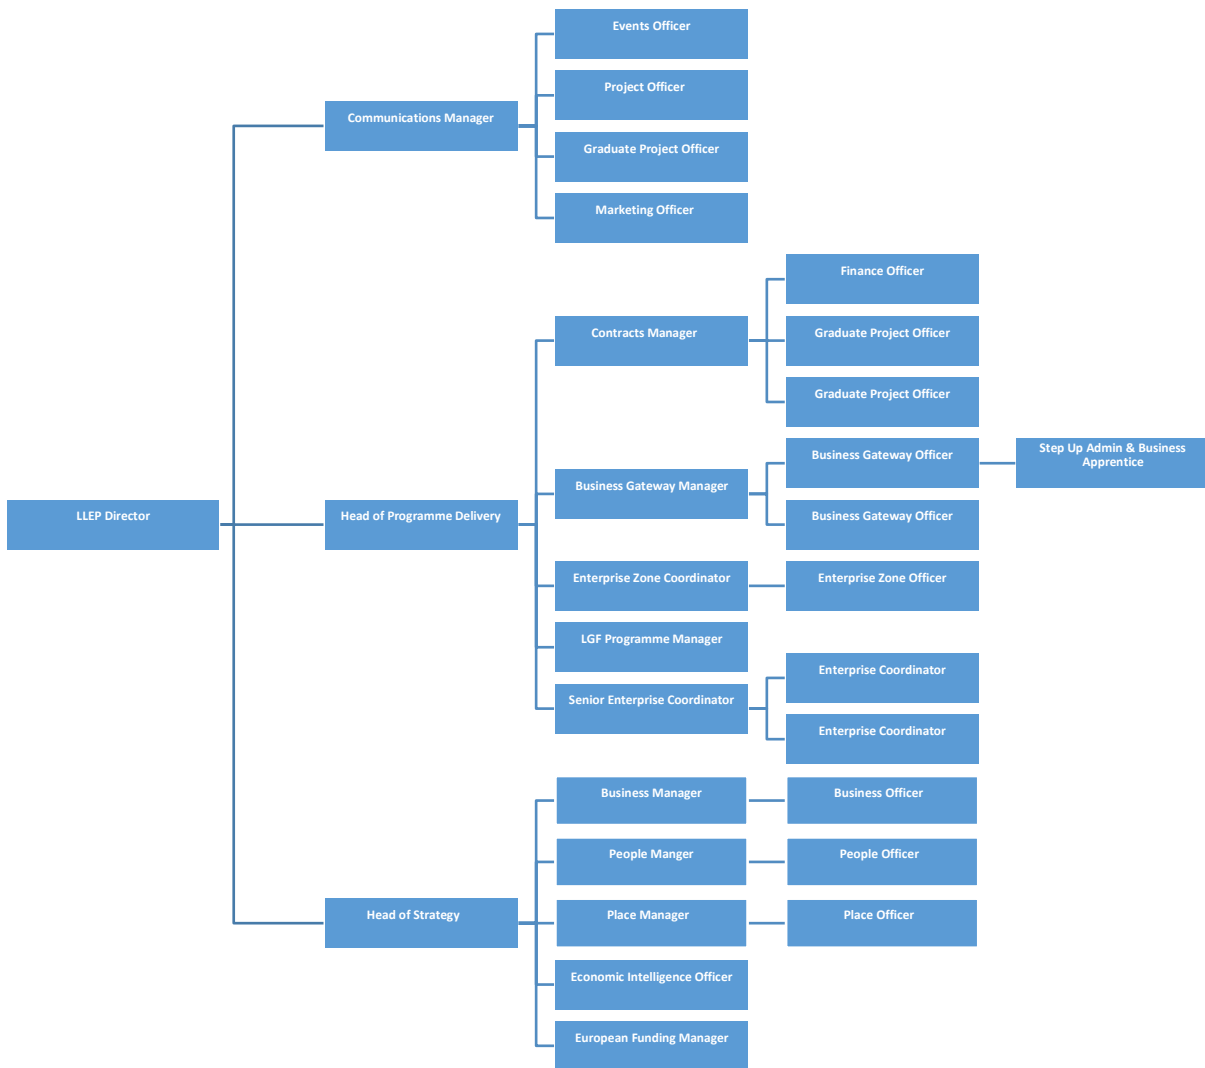 Events Officer
Project Officer
Communications Manager
Graduate Project Officer
Marketing Officer
Finance Officer
Contracts Manager
Graduate Project Officer
Graduate Project Officer
Business Gateway Officer
Step Up Admin & Business
Apprentice
Business Gateway Manager
LLEP Director
Head of Programme Delivery
Business Gateway Officer
Enterprise Zone Coordinator
Enterprise Zone Officer
LGF Programme Manager
Enterprise Coordinator
Senior Enterprise Coordinator
Enterprise Coordinator
Business Manager
Business Officer
People Manger
People Officer
Head of Strategy
Place Manager
Place Officer
Economic Intelligence Officer
European Funding Manager